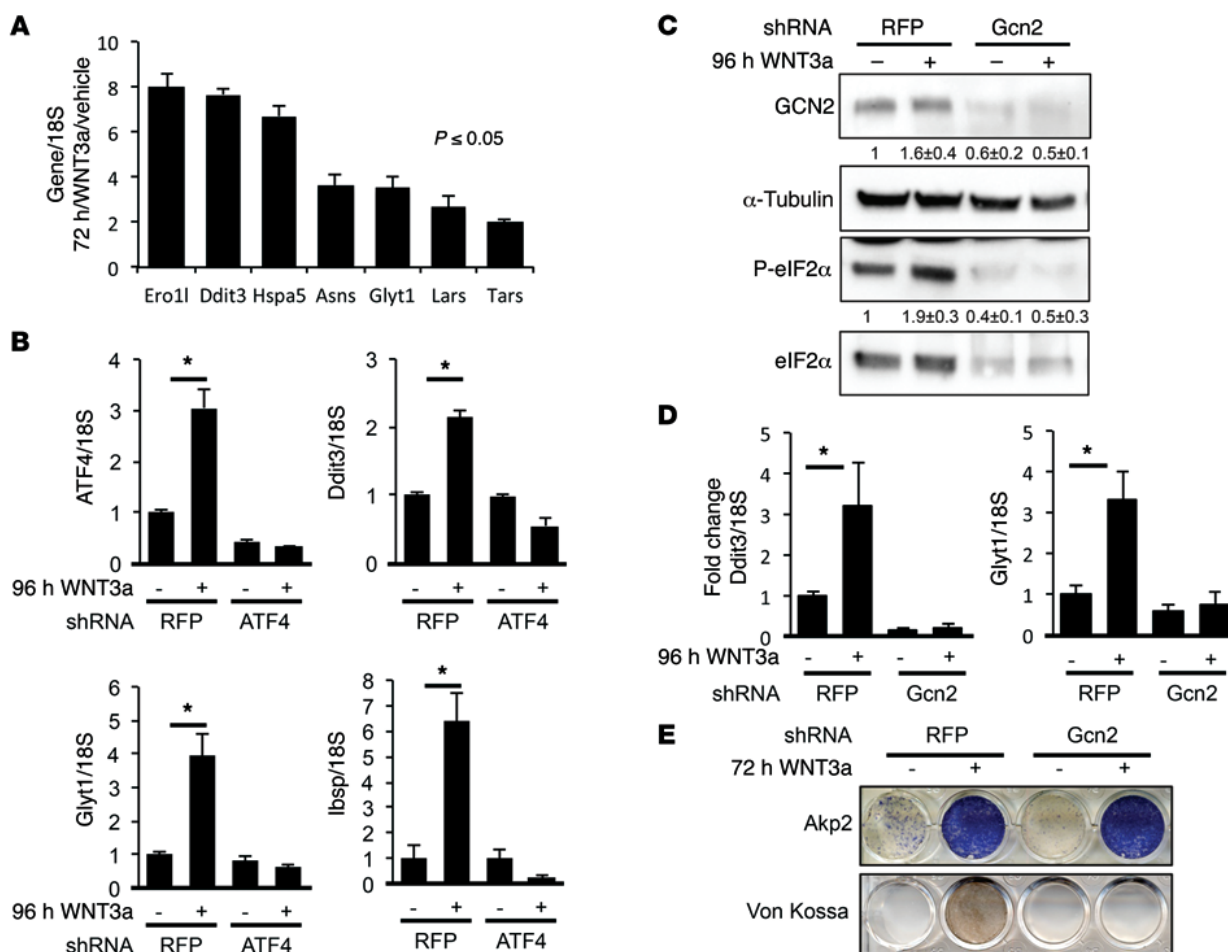 A
Gene/18S
72 h/WNT3a/vehicle
10
8
6
4
2
0
P ≤ 0.05
Ero1l Ddit3 Hspa5 Asns Glyt1 Lars Tars
B
ATF4/18S
4
3
2
1
0
*
96 h WNT3a - + - +
shRNA RFP ATF4
Ddit3/18S
3
2
1
0
*
- + - +
RFP ATF4
Glyt1/18S
6
5
4
3
2
1
0
*
96 h WNT3a - + - +
shRNA RFP ATF4
Ibsp/18S
8
7
6
5
4
3
2
1
0
*
- + - +
RFP ATF4
C
shRNA RFP Gcn2
96 h WNT3a – + – +
GCN2
1 1.6±0.4 0.6±0.2 0.5±0.1
α-Tubulin
P-eIF2α
1 1.9±0.3 0.4±0.1 0.5±0.3
eIF2α
D
Fold change
Ddit3/18S
5
4
3
2
1
0
*
96 h WNT3a - + - +
shRNA RFP Gcn2
Glyt1/18S
5
4
3
2
1
0
*
- + - +
RFP Gcn2
E
shRNA RFP Gcn2
72 h WNT3a - + - +
Akp2
Von Kossa